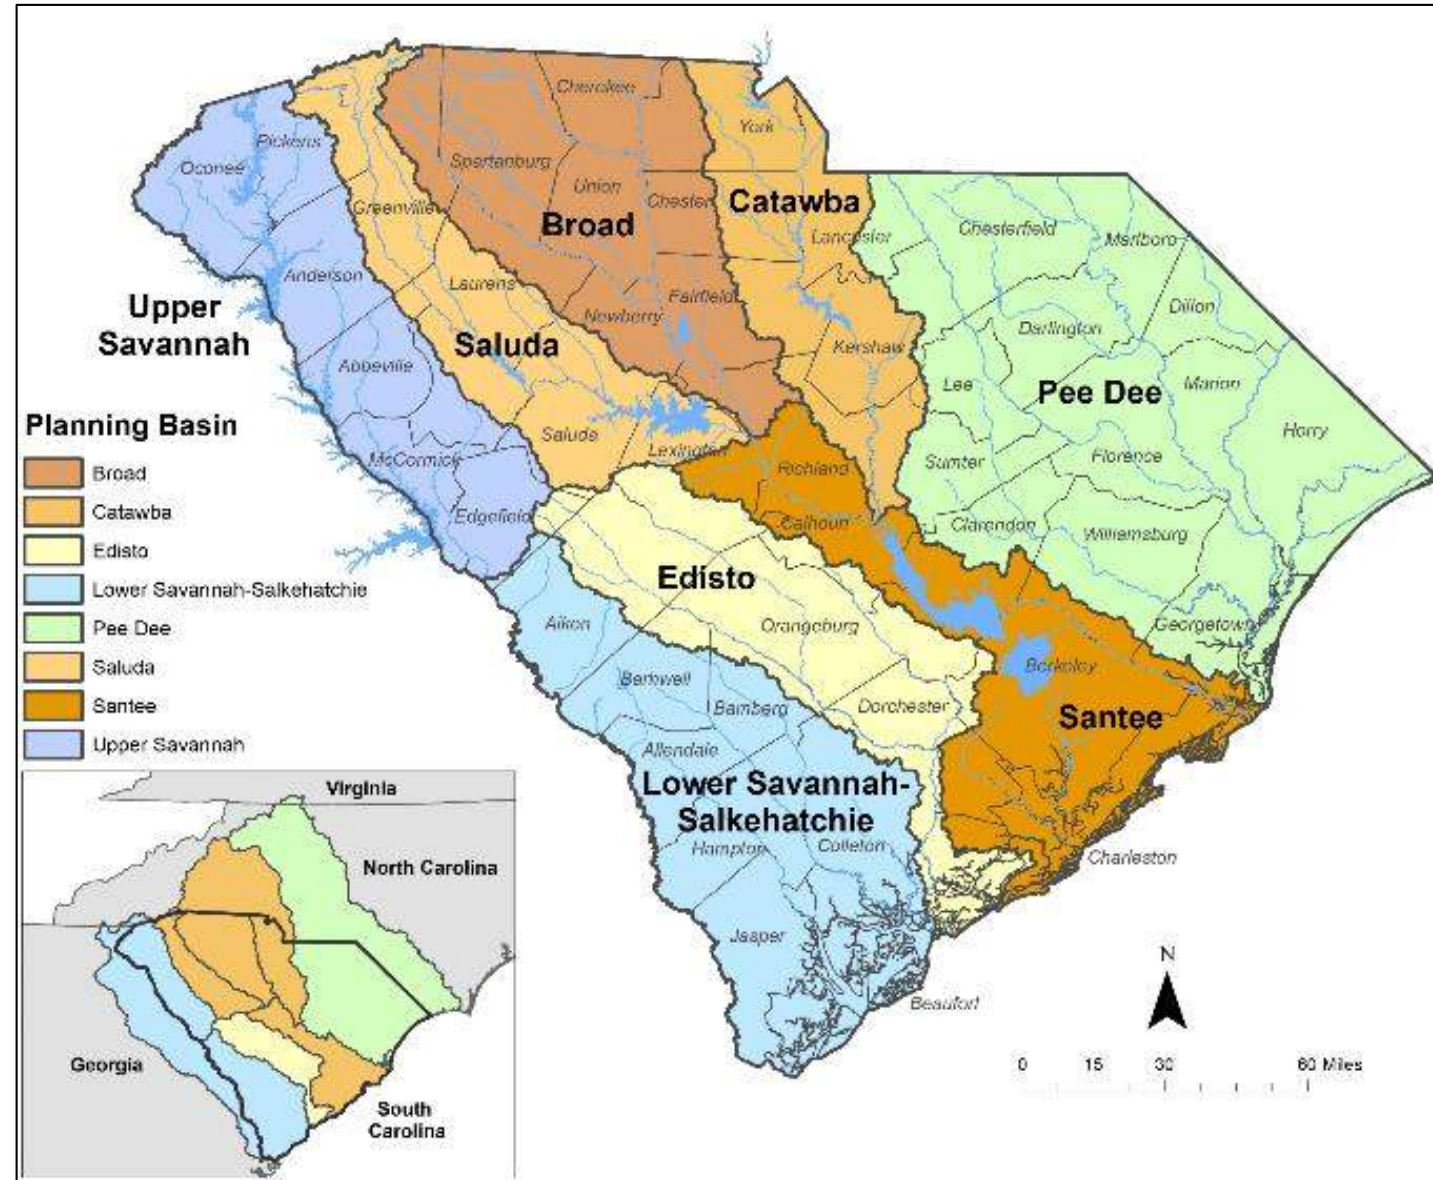 Cherokee
York
Pickens
Oconee
Spartanburg
Union
Chester
Catawba
Greenville
Broad
Lancaster
Chesterfield
Marlboro
Anderson
Laurens
Upper
Savannah
Newberry
Fairfield
Dillon
Darlington
Saluda
Abbeville
Kershaw
Lee
Pee Dee
Marion
Horry
Planning Basin
Saluda
Lexington
McCormick
Richland
Sumter
Florence
Edgefield
Calhoun
Clarendon
Williamsburg
Broad
Catawba
Edisto
Lower Savannah-Salkehatchie
Pee Dee
Saluda
Santee
Upper Savannah
Edisto
Aiken
Orangeburg
Georgetown
Barnwell
Bamberg
Berkeley
Dorchester
Santee
Allendale
Lower Savannah-
Salkehatchie
Hampton
Colleton
Charleston
Jasper
Beaufort
Virginia
North Carolina
Georgia
South
Carolina
N
0 15 30 60 Miles